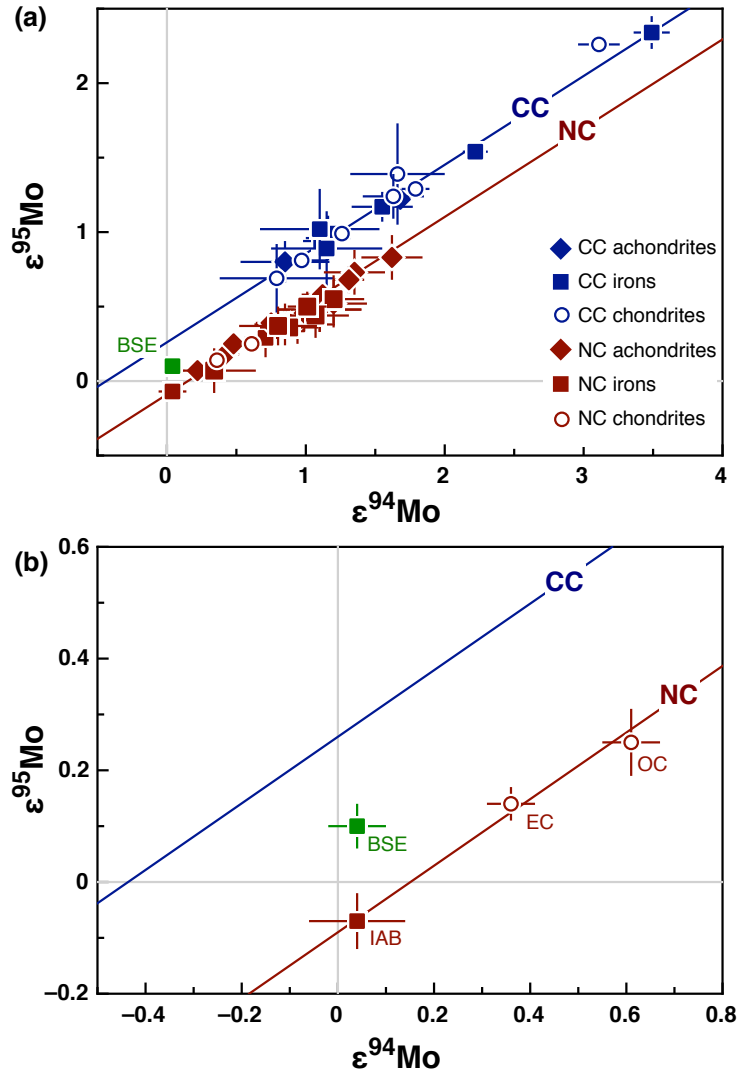 (a)
2
1
0
ε95Mo
CC
NC
BSE
CC achondrites
CC irons
CC chondrites
NC achondrites
NC irons
NC chondrites
0 1 2 3 4
ε94Mo
(b)
0.6
0.4
0.2
0
−0.2
ε95Mo
CC
NC
OC
EC
BSE
IAB
−0.4 −0.2 0 0.2 0.4 0.6 0.8
ε94Mo